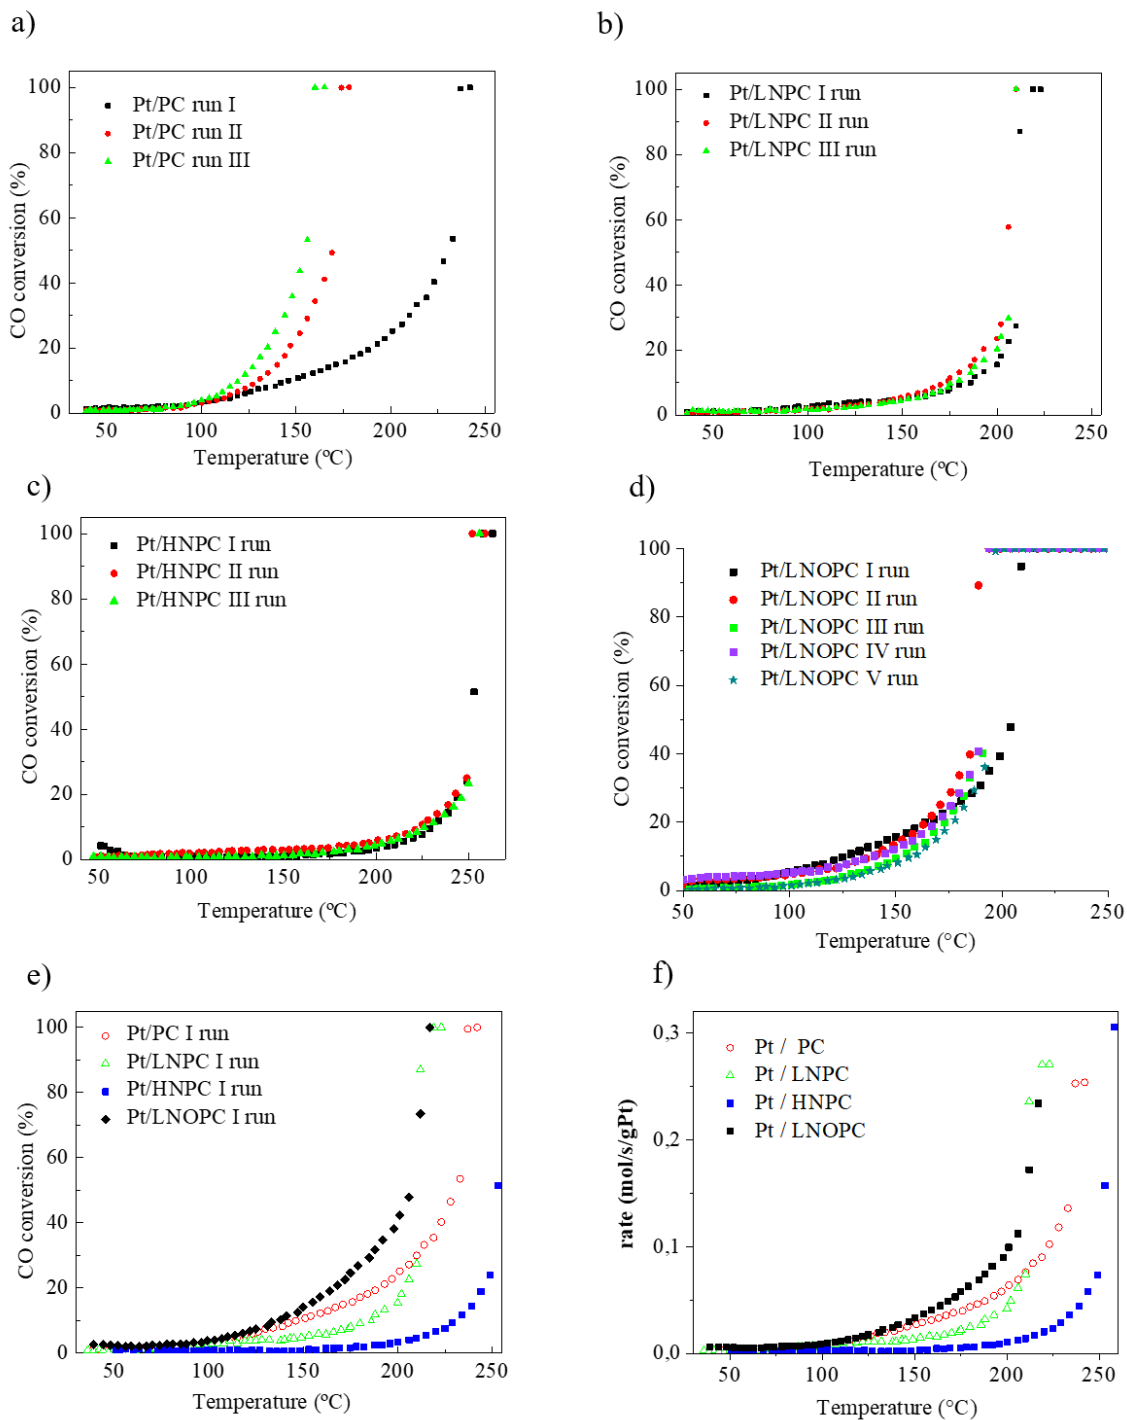 a)
100
80
60
40
20
0
CO conversion (%)
Pt/PC run I
Pt/PC run II
Pt/PC run III
50
100
150
200
250
Temperature (ºC)
b)
100
80
60
40
20
0
CO conversion (%)
Pt/LNPC I run
Pt/LNPC II run
Pt/LNPC III run
50
100
150
200
250
Temperature (ºC)
c)
100
80
60
40
20
0
CO conversion (%)
Pt/HNPC I run
Pt/HNPC II run
Pt/HNPC III run
50
100
150
200
250
Temperature (ºC)
d)
100
80
60
40
20
0
CO conversion (%)
Pt/LNOPC I run
Pt/LNOPC II run
Pt/LNOPC III run
Pt/LNOPC IV run
Pt/LNOPC V run
50
100
150
200
250
Temperature (°C)
e)
100
80
60
40
20
0
CO conversion (%)
Pt/PC I run
Pt/LNPC I run
Pt/HNPC I run
Pt/LNOPC I run
50
100
150
200
250
Temperature (ºC)
f)
0,3
0,2
0,1
0,0
rate (mol/s/gPt)
Pt / PC
Pt / LNPC
Pt / HNPC
Pt / LNOPC
50
100
150
200
250
Temperature (°C)